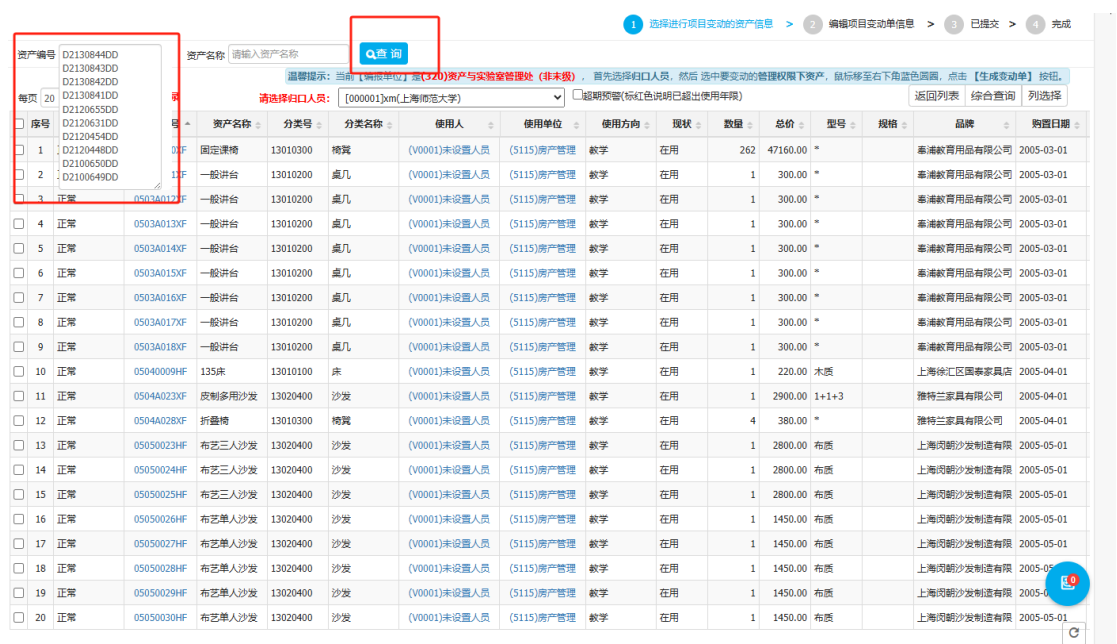 1 选择进行项目变动的资产信息 > 2 编辑项目变动单信息 > 3 已提交 > 4 完成
资产编号 D2130844DD 资产名称 请输入资产名称 查 询
D2130843DD
D2130842DD
D2130841DD
D2120655DD
D2120631DD
D2120454DD
D2120448DD
D2100650DD
D2100649DD
温馨提示：当前【编报单位】是(320)资产与实验室管理处（非末级），首先选择归口人员，然后 选中要变动的管理权限下资产，鼠标移至右下角蓝色圆圈，点击 【生成变动单】 按钮。
每页 20 请选择归口人员： [000001]xm(上海师范大学) 超期预警(标红色说明已超出使用年限) 返回列表 综合查询 列选择
序号 号 资产名称 分类号 分类名称 使用人 使用单位 使用方向 现状 数量 总价 型号 规格 品牌 购置日期
1 XF 固定课椅 13010300 椅凳 (V0001)未设置人员 (5115)房产管理 教学 在用 262 47160.00 * 奉浦教育用品有限公司 2005-03-01
2 1XF 一般讲台 13010200 桌几 (V0001)未设置人员 (5115)房产管理 教学 在用 1 300.00 * 奉浦教育用品有限公司 2005-03-01
3 正常 0503A012XF 一般讲台 13010200 桌几 (V0001)未设置人员 (5115)房产管理 教学 在用 1 300.00 * 奉浦教育用品有限公司 2005-03-01
4 正常 0503A013XF 一般讲台 13010200 桌几 (V0001)未设置人员 (5115)房产管理 教学 在用 1 300.00 * 奉浦教育用品有限公司 2005-03-01
5 正常 0503A014XF 一般讲台 13010200 桌几 (V0001)未设置人员 (5115)房产管理 教学 在用 1 300.00 * 奉浦教育用品有限公司 2005-03-01
6 正常 0503A015XF 一般讲台 13010200 桌几 (V0001)未设置人员 (5115)房产管理 教学 在用 1 300.00 * 奉浦教育用品有限公司 2005-03-01
7 正常 0503A016XF 一般讲台 13010200 桌几 (V0001)未设置人员 (5115)房产管理 教学 在用 1 300.00 * 奉浦教育用品有限公司 2005-03-01
8 正常 0503A017XF 一般讲台 13010200 桌几 (V0001)未设置人员 (5115)房产管理 教学 在用 1 300.00 * 奉浦教育用品有限公司 2005-03-01
9 正常 0503A018XF 一般讲台 13010200 桌几 (V0001)未设置人员 (5115)房产管理 教学 在用 1 300.00 * 奉浦教育用品有限公司 2005-03-01
10 正常 05040009HF 135床 13010100 床 (V0001)未设置人员 (5115)房产管理 教学 在用 1 220.00 木质 上海徐汇区国泰家具店 2005-04-01
11 正常 0504A023XF 皮制多用沙发 13020400 沙发 (V0001)未设置人员 (5115)房产管理 教学 在用 1 2900.00 1+1+3 雅特兰家具有限公司 2005-04-01
12 正常 0504A028XF 折叠椅 13010300 椅凳 (V0001)未设置人员 (5115)房产管理 教学 在用 4 380.00 * 雅特兰家具有限公司 2005-04-01
13 正常 05050023HF 布艺三人沙发 13020400 沙发 (V0001)未设置人员 (5115)房产管理 教学 在用 1 2800.00 布质 上海闵朝沙发制造有限 2005-05-01
14 正常 05050024HF 布艺三人沙发 13020400 沙发 (V0001)未设置人员 (5115)房产管理 教学 在用 1 2800.00 布质 上海闵朝沙发制造有限 2005-05-01
15 正常 05050025HF 布艺三人沙发 13020400 沙发 (V0001)未设置人员 (5115)房产管理 教学 在用 1 2800.00 布质 上海闵朝沙发制造有限 2005-05-01
16 正常 05050026HF 布艺单人沙发 13020400 沙发 (V0001)未设置人员 (5115)房产管理 教学 在用 1 1450.00 布质 上海闵朝沙发制造有限 2005-05-01
17 正常 05050027HF 布艺单人沙发 13020400 沙发 (V0001)未设置人员 (5115)房产管理 教学 在用 1 1450.00 布质 上海闵朝沙发制造有限 2005-05-01
18 正常 05050028HF 布艺单人沙发 13020400 沙发 (V0001)未设置人员 (5115)房产管理 教学 在用 1 1450.00 布质 上海闵朝沙发制造有限 2005-05
19 正常 05050029HF 布艺单人沙发 13020400 沙发 (V0001)未设置人员 (5115)房产管理 教学 在用 1 1450.00 布质 上海闵朝沙发制造有限 2005-0 0
20 正常 05050030HF 布艺单人沙发 13020400 沙发 (V0001)未设置人员 (5115)房产管理 教学 在用 1 1450.00 布质 上海闵朝沙发制造有限 2005-05-01